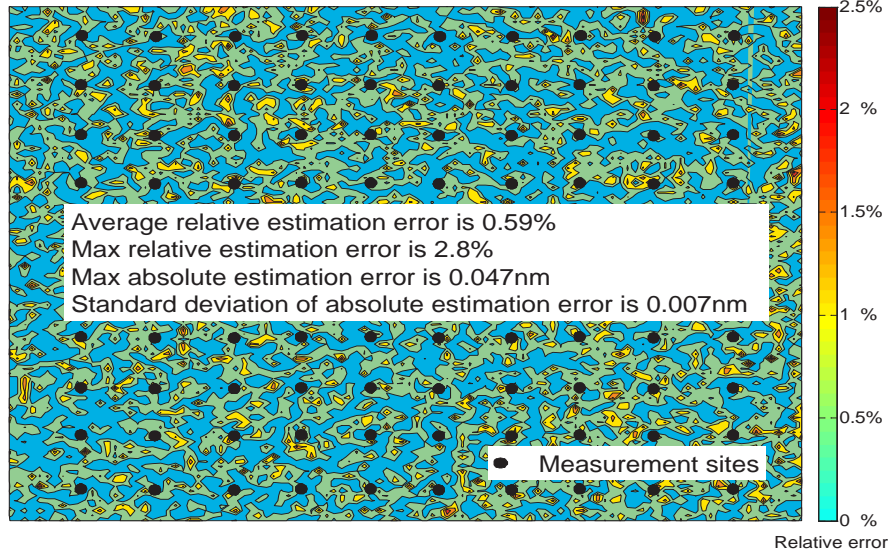 2.5%
2 %
1.5%
Average relative estimation error is 0.59%
Max relative estimation error is 2.8%
Max absolute estimation error is 0.047nm
Standard deviation of absolute estimation error is 0.007nm
1 %
0.5%
Measurement sites
0 %
Relative error